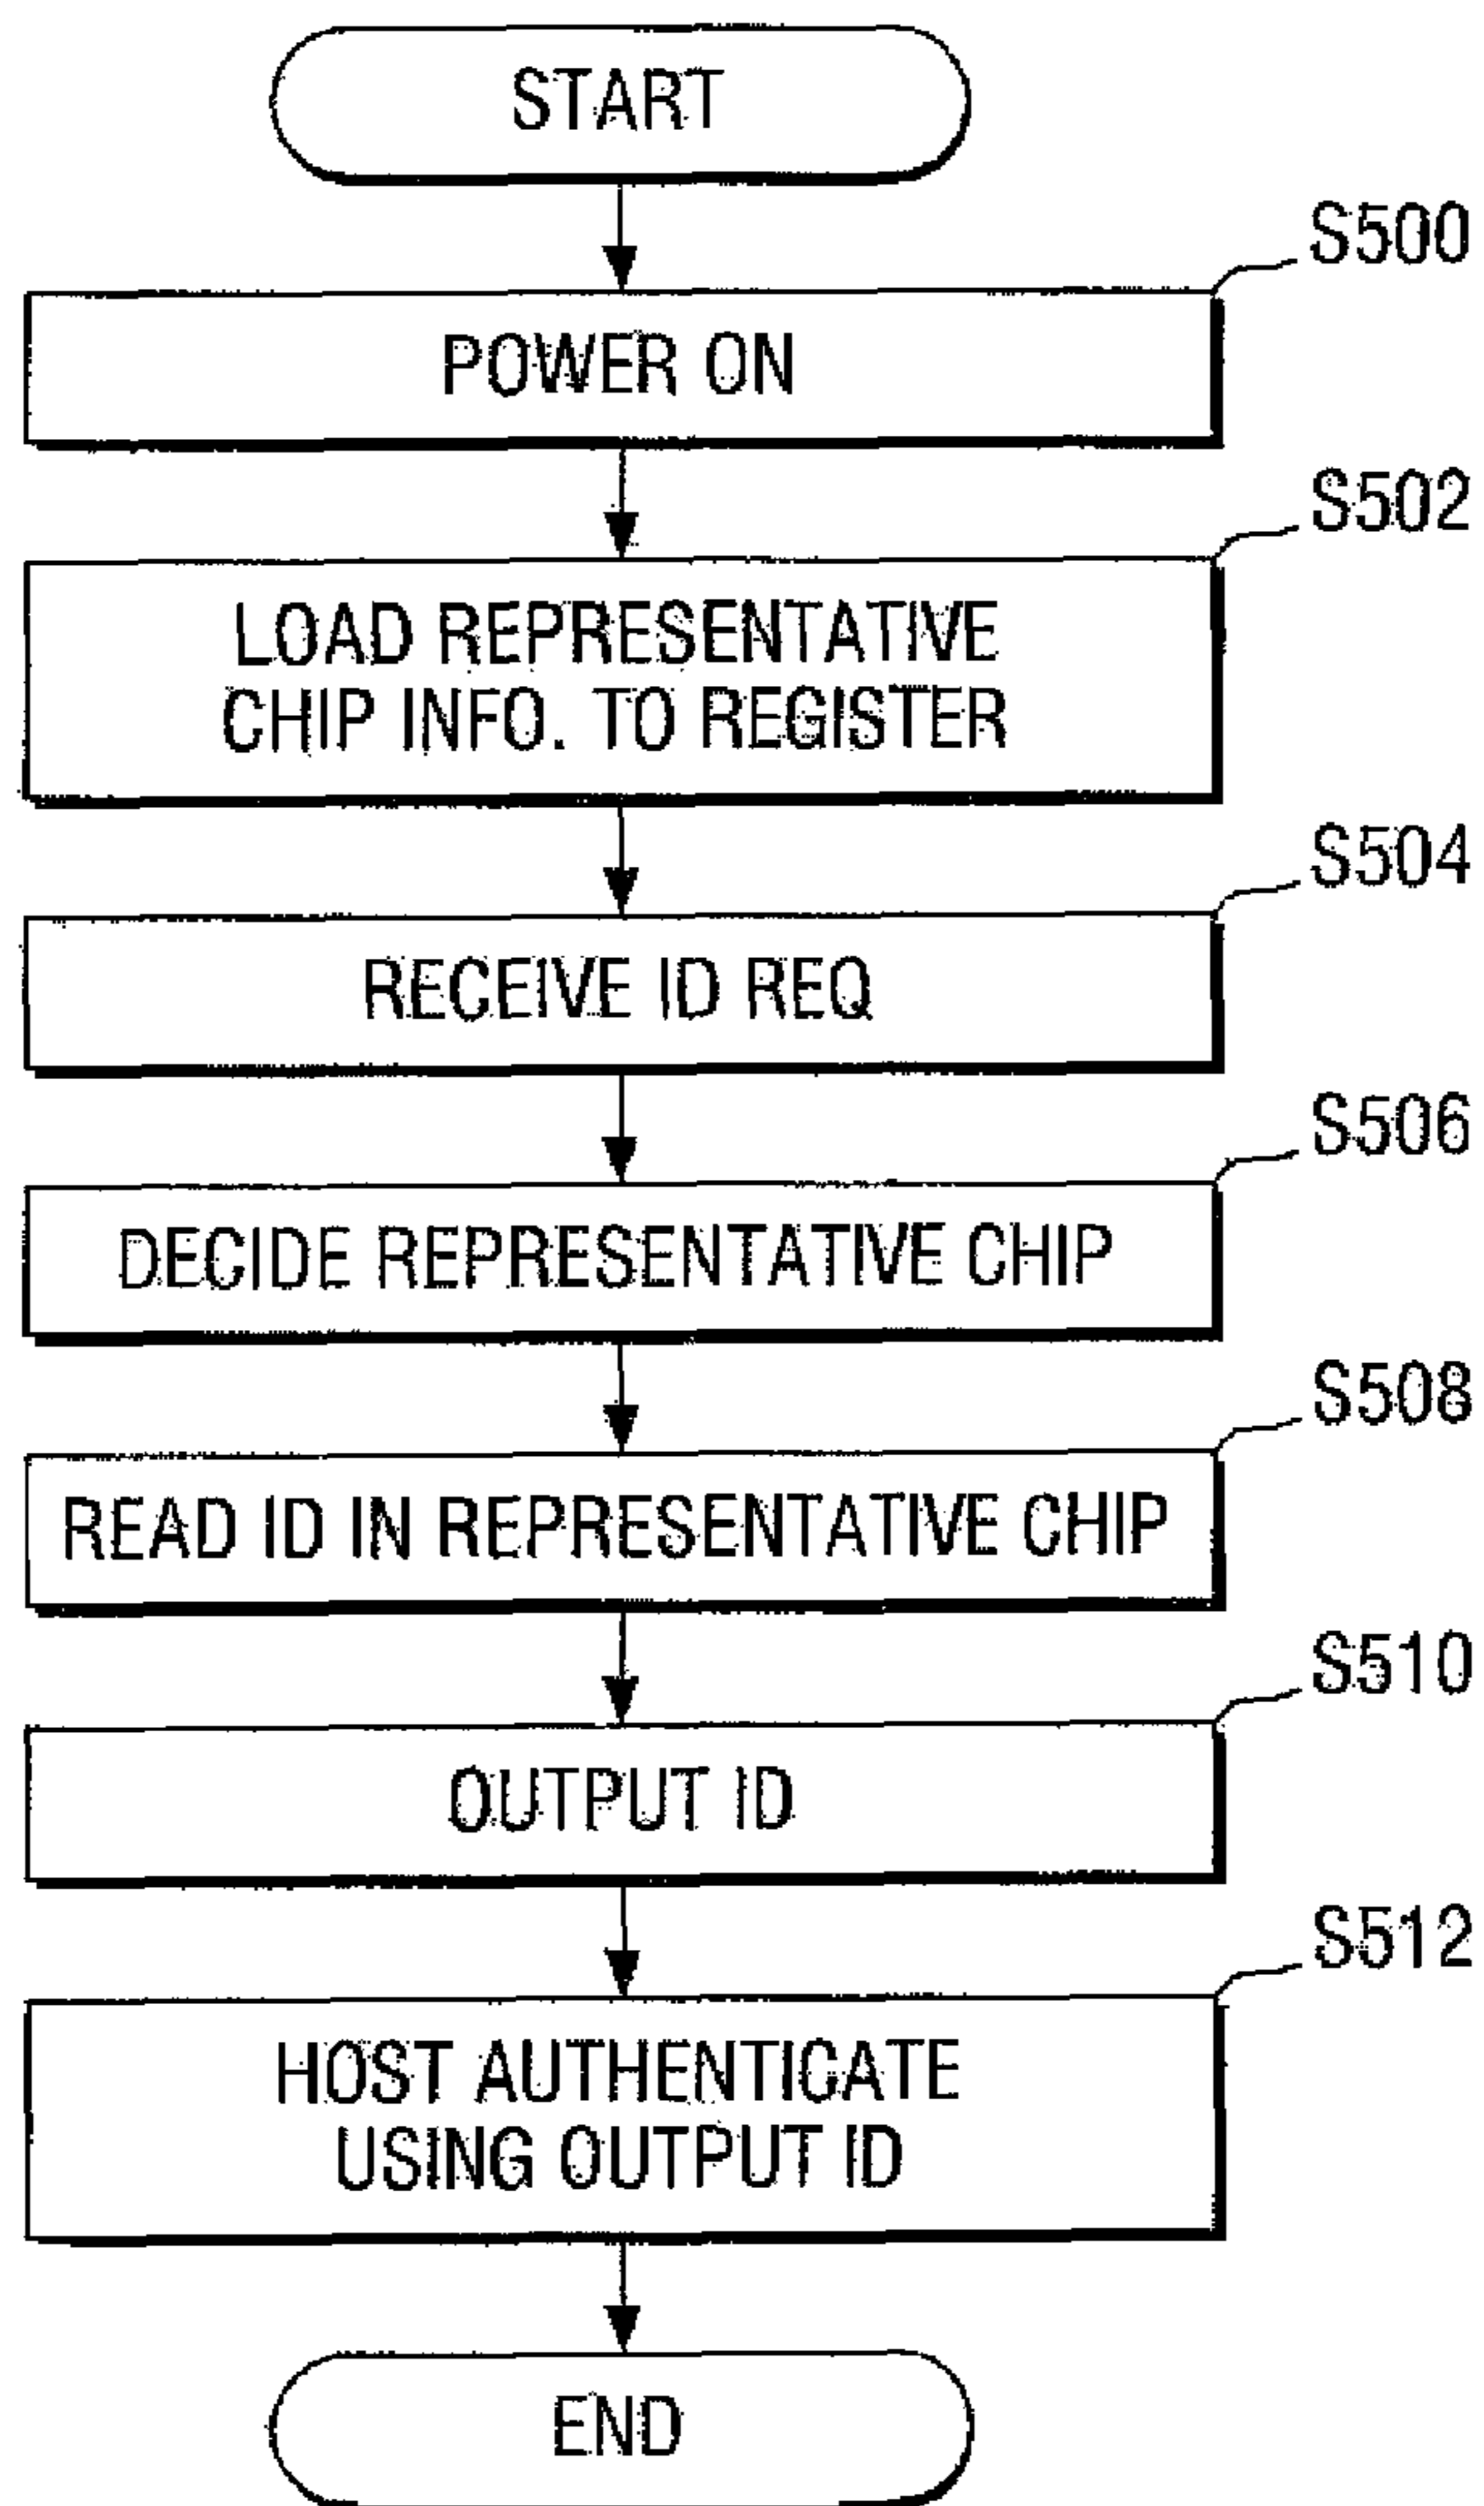 START
S500
POWER ON
S502
LOAD REPRESENTATIVE
CHIP INFO. TO REGISTER
S504
RECEIVE ID REQ
S506
DECIDE REPRESENTATIVE CHIP
S508
READ ID IN REPRESENTATIVE CHIP
S510
OUTPUT ID
S512
HOST AUTHENTICATE
USING OUTPUT ID
END